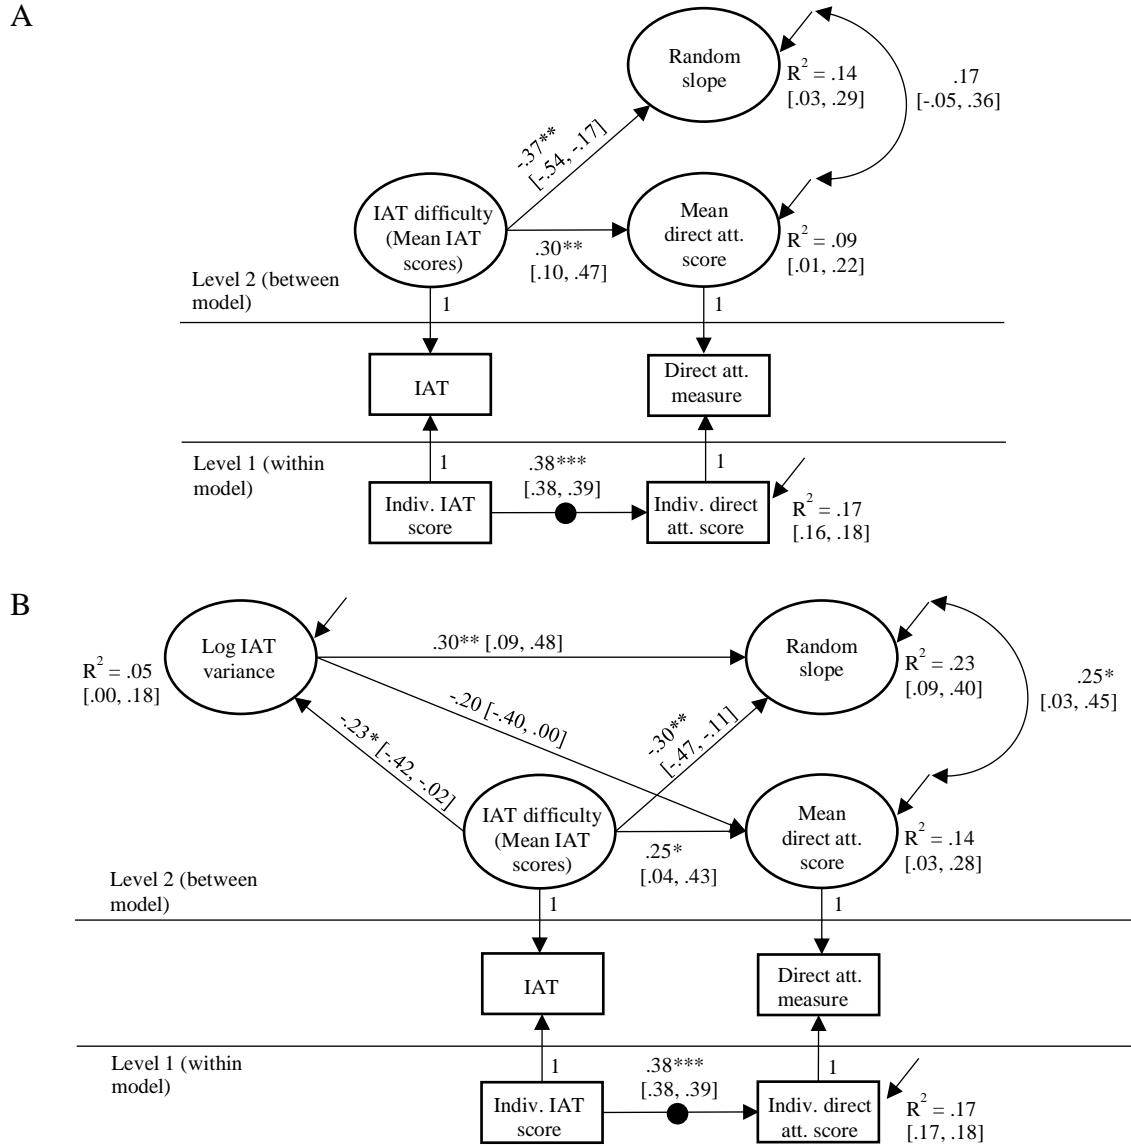 A
Random
slope
R² = .14
[.03, .29]
.17
[-.05, .36]
-.37**
[-.54, -.17]
IAT difficulty
(Mean IAT
scores)
.30**
[.10, .47]
Mean
direct att.
score
R² = .09
[.01, .22]
Level 2 (between
model)
1
1
IAT
Direct att.
measure
Level 1 (within
model)
1
.38***
[.38, .39]
1
Indiv. IAT
score
Indiv. direct
att. score
R² = .17
[.16, .18]
B
Log IAT
variance
R² = .05
[.00, .18]
.30** [.09, .48]
Random
slope
R² = .23
[.09, .40]
.25*
[.03, .45]
-.20 [-.40, .00]
-.23* [-.42, -.02]
-.30**
[-.47, -.11]
IAT difficulty
(Mean IAT
scores)
.25*
[.04, .43]
Mean
direct att.
score
R² = .14
[.03, .28]
Level 2 (between
model)
1
1
IAT
Direct att.
measure
Level 1 (within
model)
1
.38***
[.38, .39]
1
Indiv. IAT
score
Indiv. direct
att. score
R² = .17
[.17, .18]